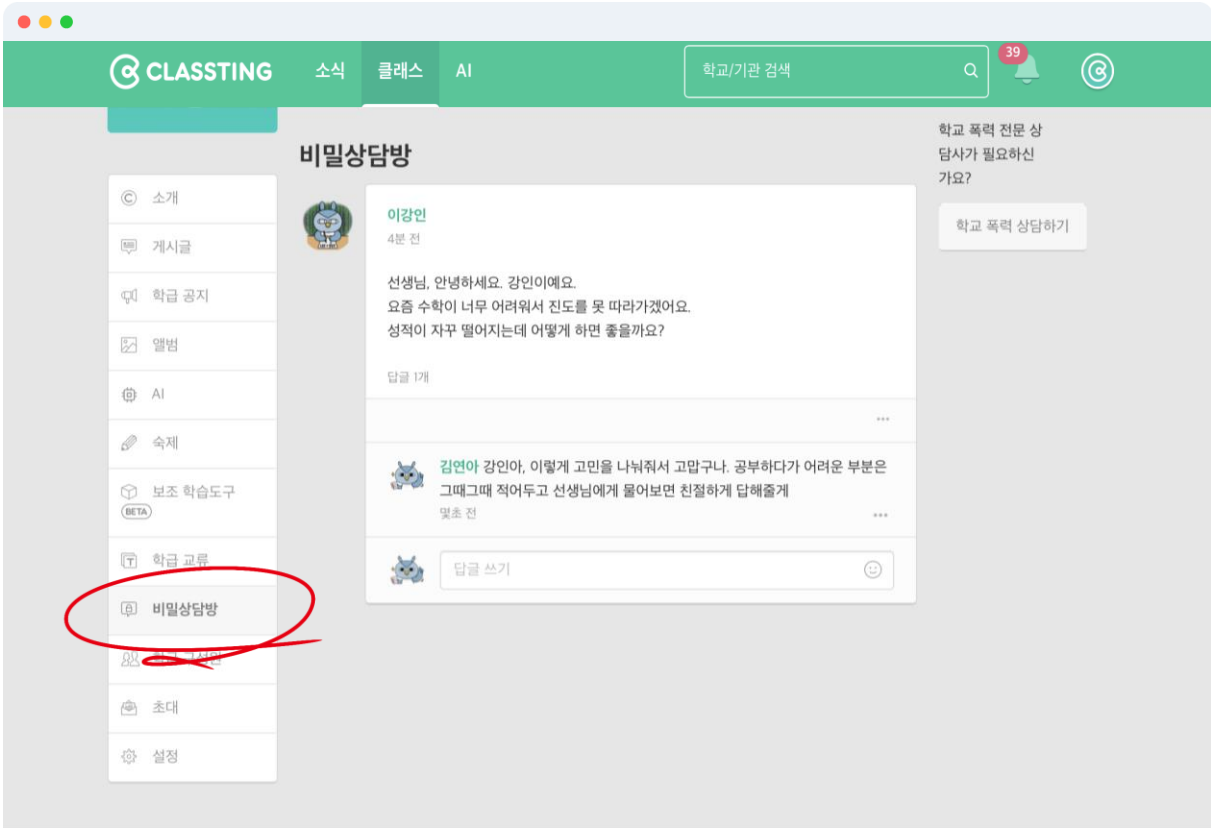 CLASSTING 소식 클래스 AI 학교/기관 검색 39
소개
게시글
학급 공지
앨범
AI
숙제
보조 학습도구
BETA
학급 교류
비밀상담방
학급 구성원
초대
설정
비밀상담방
이강인
4분 전
선생님, 안녕하세요. 강인이예요.
요즘 수학이 너무 어려워서 진도를 못 따라가겠어요.
성적이 자꾸 떨어지는데 어떻게 하면 좋을까요?
답글 1개
김연아 강인아, 이렇게 고민을 나눠줘서 고맙구나. 공부하다가 어려운 부분은
그때그때 적어두고 선생님에게 물어보면 친절하게 답해줄게
몇초 전
답글 쓰기
학교 폭력 전문 상
담사가 필요하신
가요?
학교 폭력 상담하기